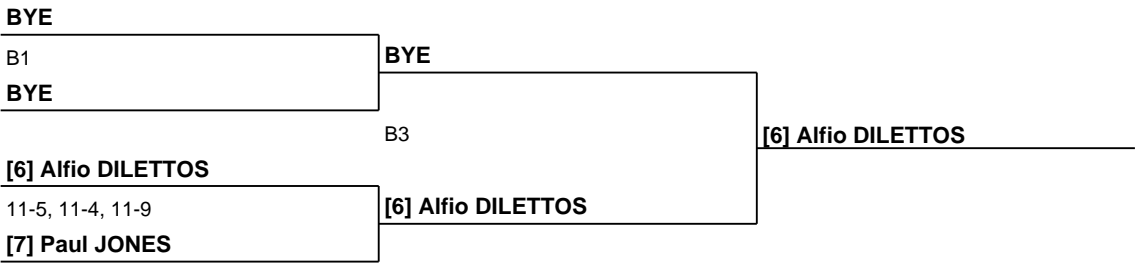 BYE
B1
BYE
BYE
B3
[6] Alfio DILETTOS
[6] Alfio DILETTOS
11-5, 11-4, 11-9
[6] Alfio DILETTOS
[7] Paul JONES